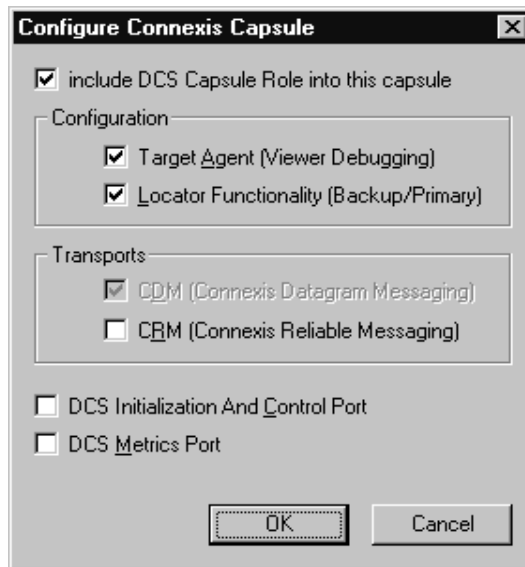 Configure Connexis Capsule
include DCS Capsule Role into this capsule
Configuration
Target Agent (Viewer Debugging)
Locator Functionality (Backup/Primary)
Transports
CDM (Connexis Datagram Messaging)
CRM (Connexis Reliable Messaging)
DCS Initialization And Control Port
DCS Metrics Port
OK Cancel